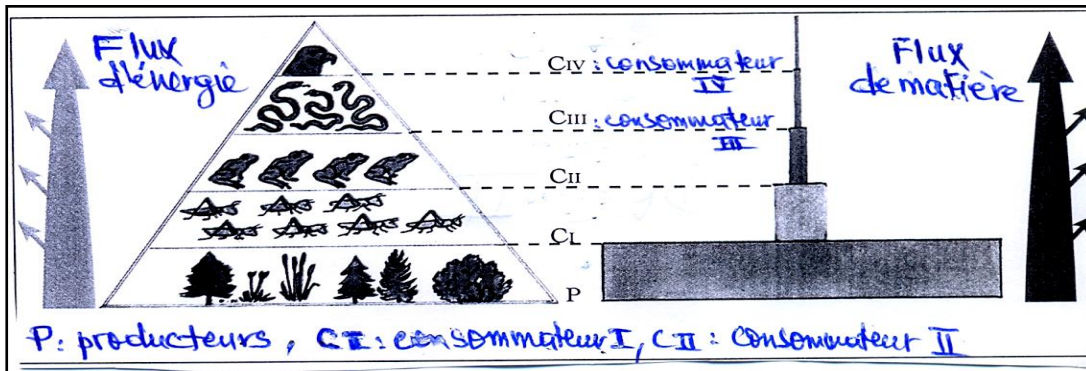 Flux
d'énergie
CIV : consommateur
IV
CIII : consommateur
III
CII
CI
P
Flux
de matière
P: producteurs, CI : consommateur I, CII : consommateur II